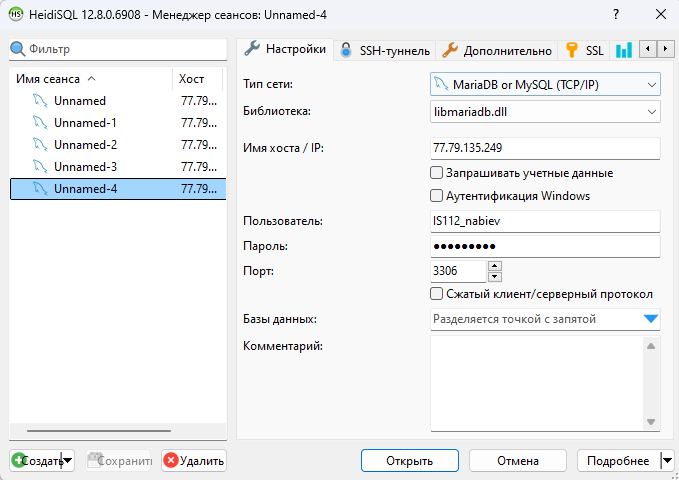 HeidiSQL 12.8.0.6908 - Менеджер сеансов: Unnamed-4
Фильтр
Имя сеанса Хост
Unnamed 77.79...
Unnamed-1 77.79...
Unnamed-2 77.79...
Unnamed-3 77.79...
Unnamed-4 77.79...
Настройки SSH-туннель Дополнительно SSL
Тип сети: MariaDB or MySQL (TCP/IP)
Библиотека: libmariadb.dll
Имя хоста / IP: 77.79.135.249
Запрашивать учетные данные
Аутентификация Windows
Пользователь: IS112_nabiev
Пароль: ●●●●●●●●●
Порт: 3306
Сжатый клиент/серверный протокол
Базы данных: Разделяется точкой с запятой
Комментарий:
Создать Сохранить Удалить Открыть Отмена Подробнее